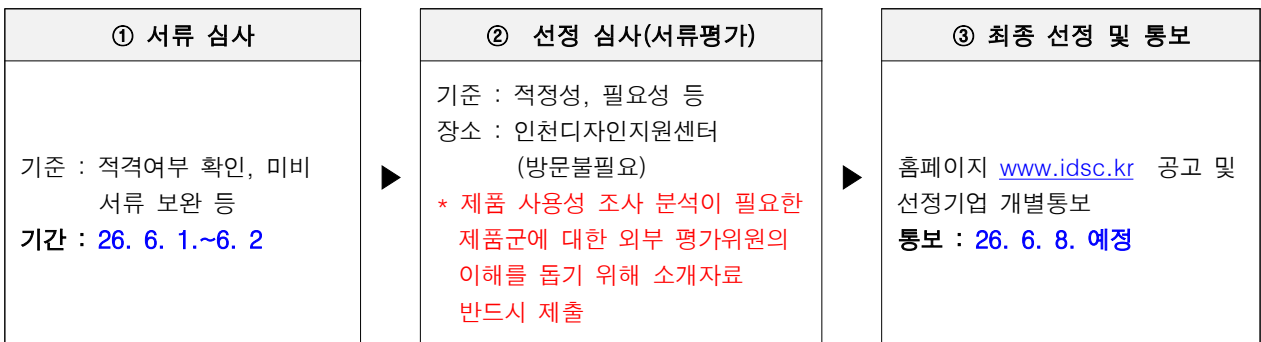 ① 서류 심사
기준 : 적격여부 확인, 미비
서류 보완 등
기간 : 26. 6. 1.~6. 2
▶
② 선정 심사(서류평가)
기준 : 적정성, 필요성 등
장소 : 인천디자인지원센터
(방문불필요)
* 제품 사용성 조사 분석이 필요한
제품군에 대한 외부 평가위원의
이해를 돕기 위해 소개자료
반드시 제출
▶
③ 최종 선정 및 통보
홈페이지 www.idsc.kr 공고 및
선정기업 개별통보
통보 : 26. 6. 8. 예정